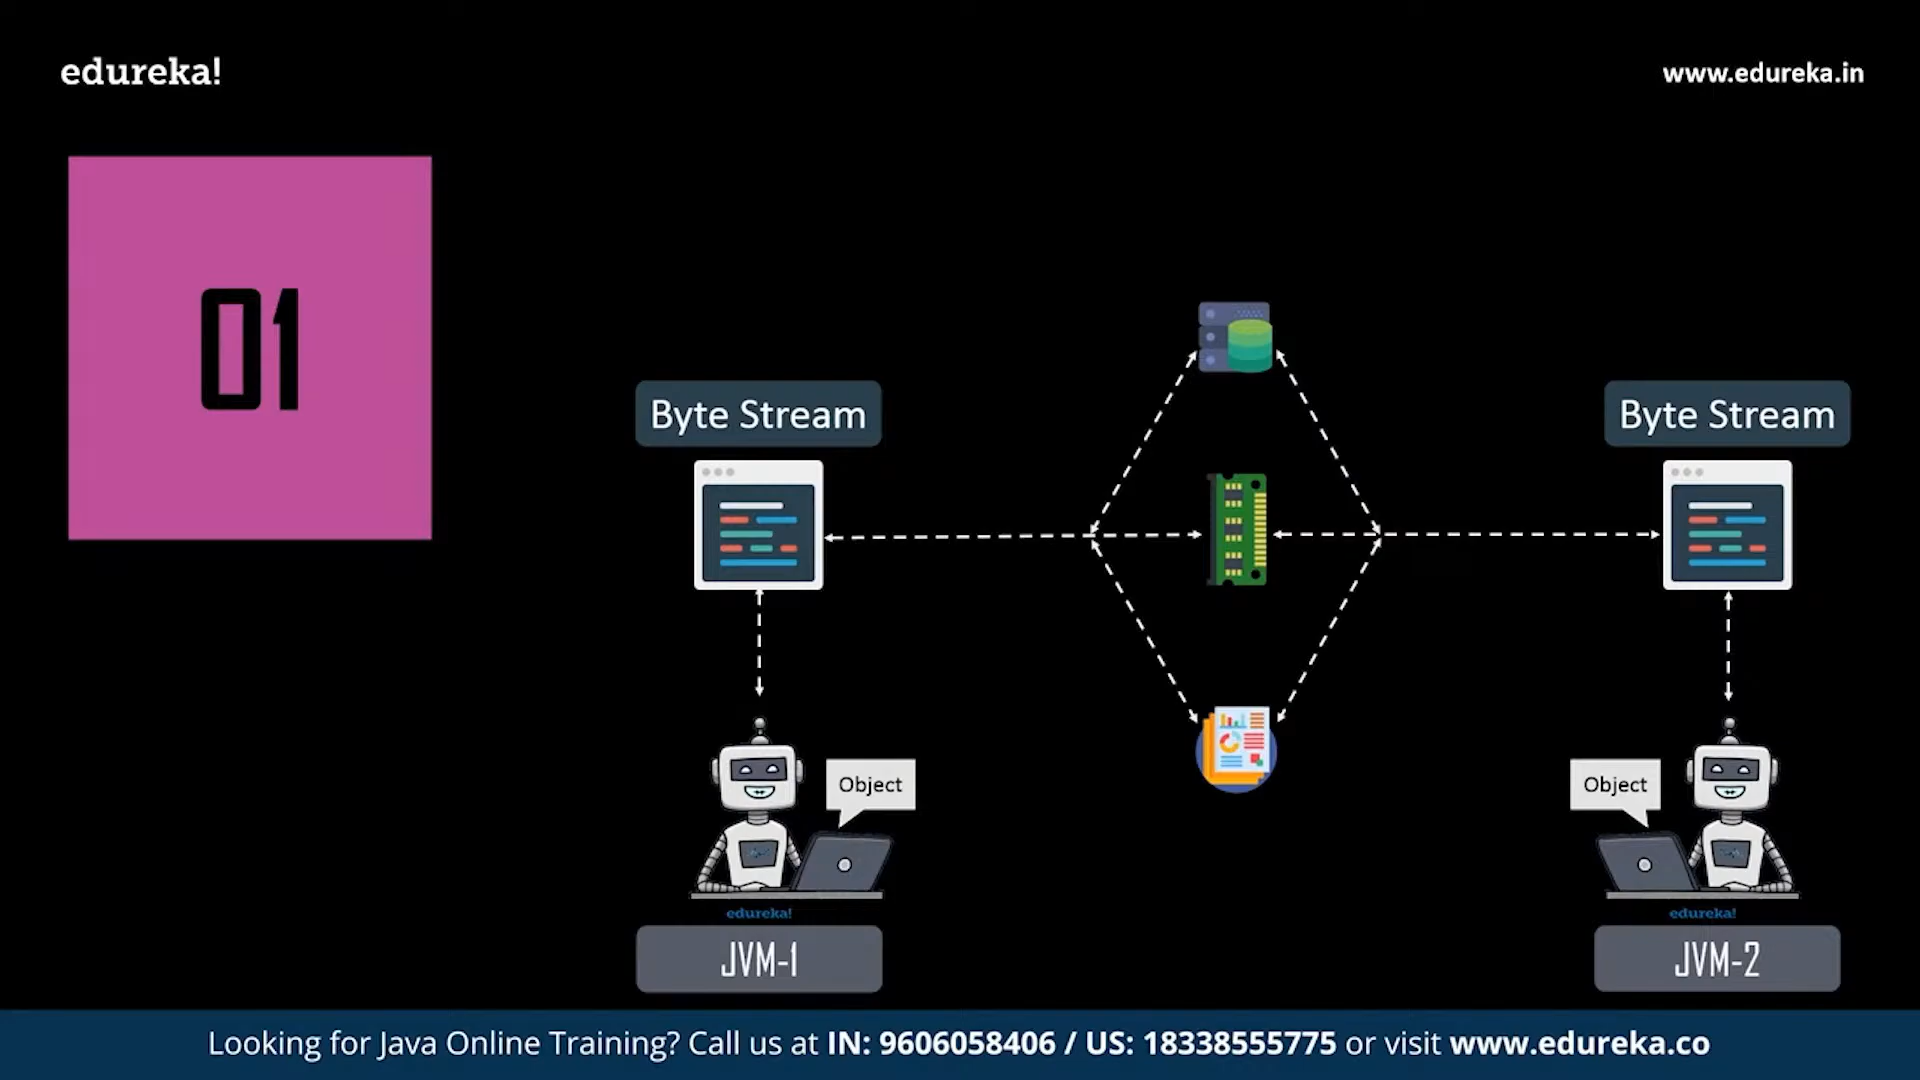 edureka!
www.edureka.in
01
Byte Stream
Byte Stream
Object
Object
edureka!
edureka!
JVM-1
JVM-2
Looking for Java Online Training? Call us at IN: 9606058406 / US: 18338555775 or visit www.edureka.co